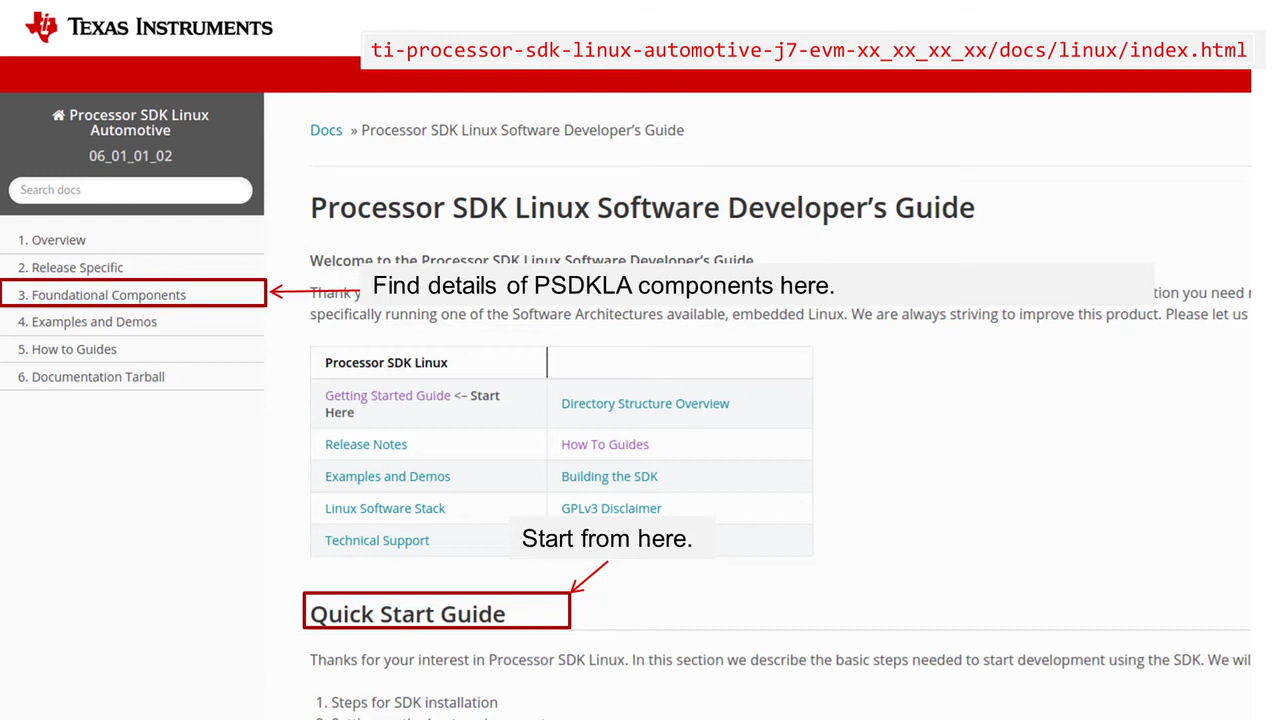 TEXAS INSTRUMENTS
ti-processor-sdk-linux-automotive-j7-evm-xx_xx_xx_xx/docs/linux/index.html
Processor SDK Linux
Automotive
06_01_01_02
Search docs
1. Overview
2. Release Specific
3. Foundational Components
4. Examples and Demos
5. How to Guides
6. Documentation Tarball
Docs » Processor SDK Linux Software Developer's Guide
Processor SDK Linux Software Developer's Guide
Welcome to the Processor SDK Linux Software Developer's Guide
Find details of PSDKLA components here.
Thank you need
specifically running one of the Software Architectures available, embedded Linux. We are always striving to improve this product. Please let us
Processor SDK Linux
Getting Started Guide <– Start
Here
Directory Structure Overview
Release Notes
How To Guides
Examples and Demos
Building the SDK
Linux Software Stack
GPLv3 Disclaimer
Technical Support
Start from here.
Quick Start Guide
Thanks for your interest in Processor SDK Linux. In this section we describe the basic steps needed to start development using the SDK. We will
1. Steps for SDK installation